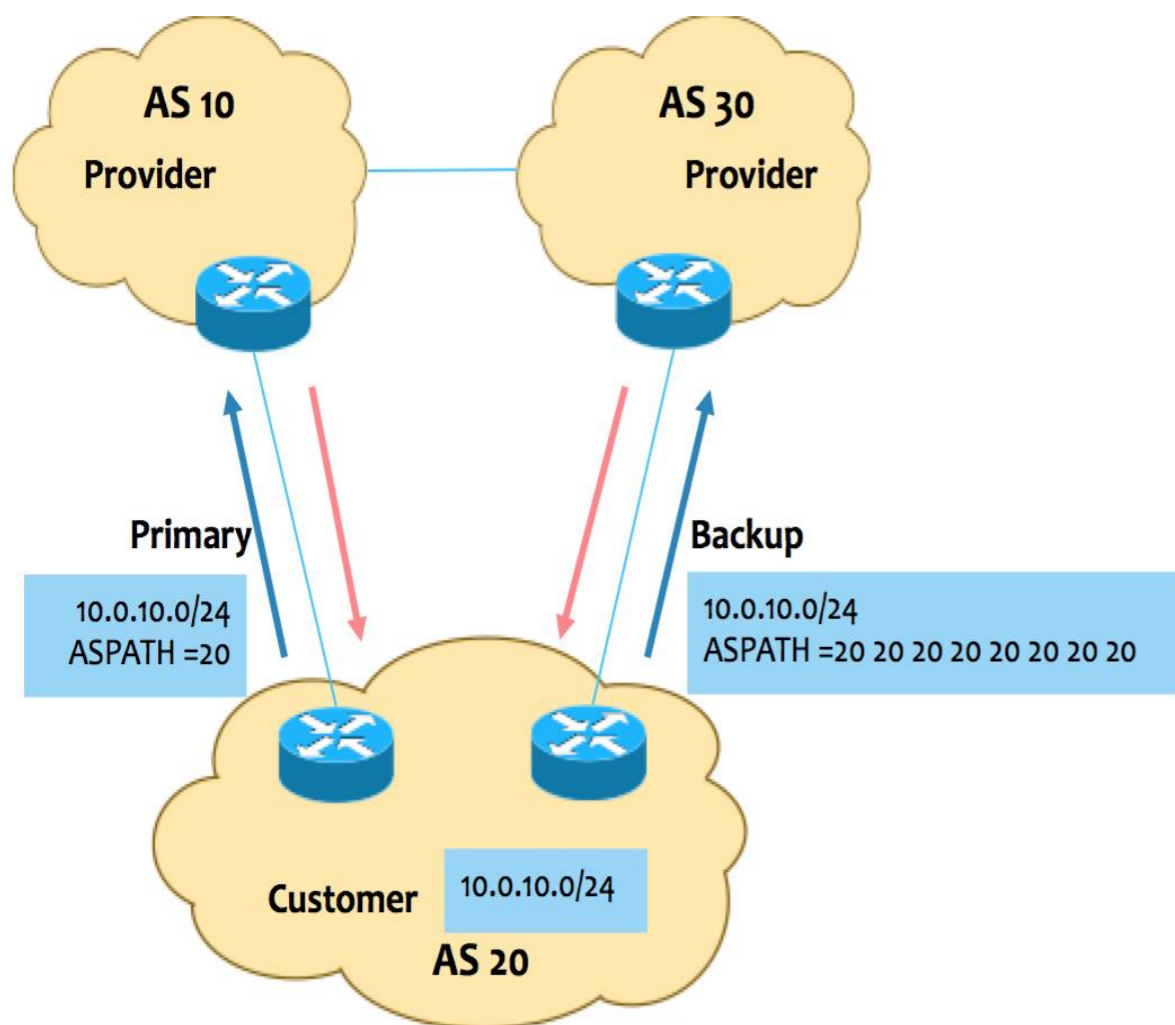 AS 10
Provider
AS 30
Provider
Primary
10.0.10.0/24
ASPATH =20
Backup
10.0.10.0/24
ASPATH =20 20 20 20 20 20 20 20
Customer
10.0.10.0/24
AS 20